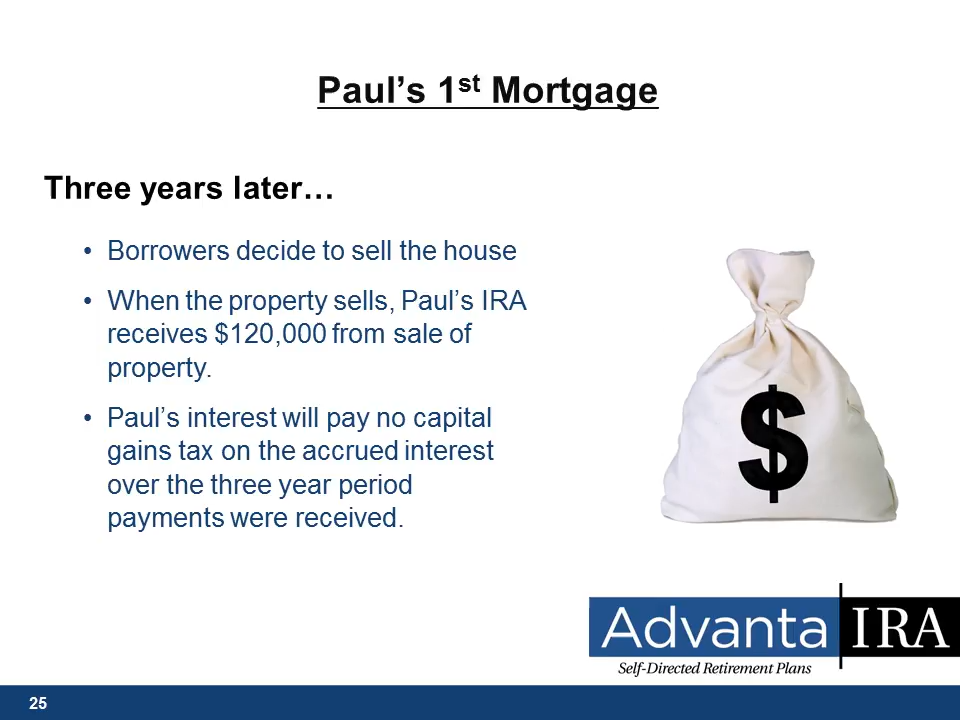 Paul’s 1st Mortgage
Three years later…
• Borrowers decide to sell the house
• When the property sells, Paul’s IRA
receives $120,000 from sale of
property.
• Paul’s interest will pay no capital
gains tax on the accrued interest
over the three year period
payments were received.
$
Advanta IRA
Self-Directed Retirement Plans
25